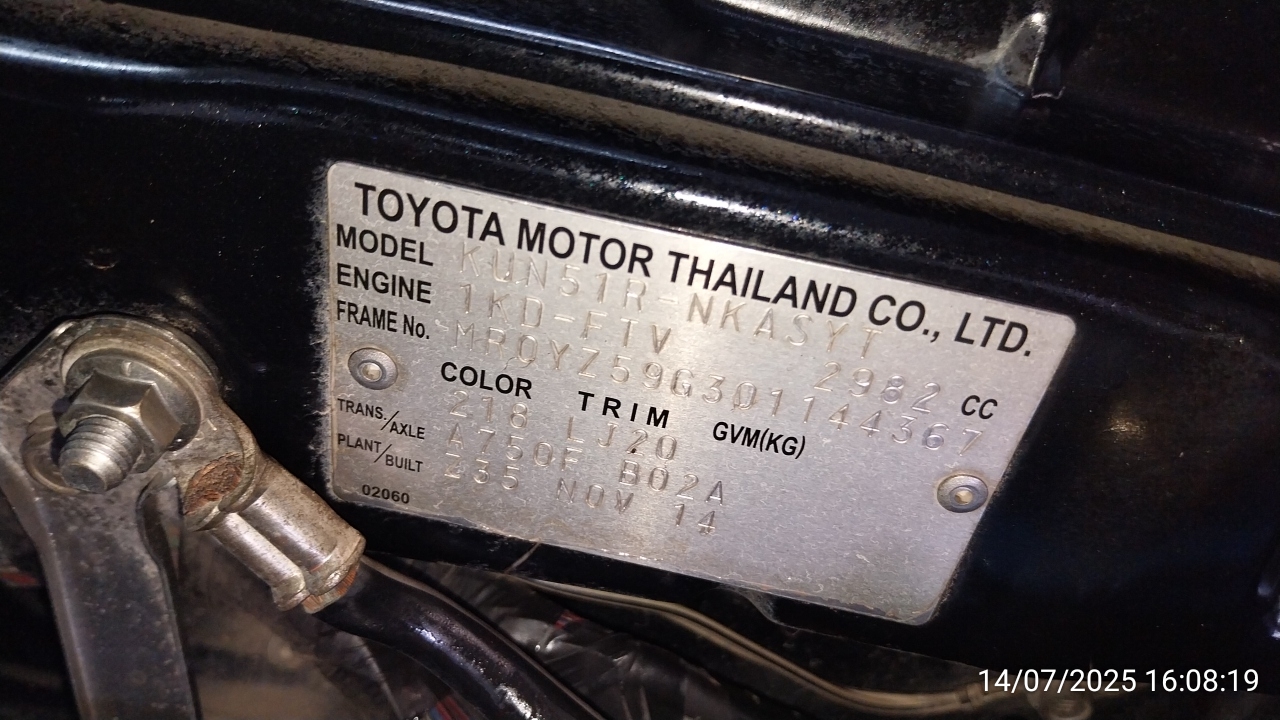 TOYOTA MOTOR THAILAND CO., LTD.
MODEL KUN51R-NKASYT
ENGINE 1KD-FTV 2982 CC
FRAME No. MR0YZ59G301144367
COLOR TRIM GVM(KG)
218 LJ20
TRANS./AXLE A750F B02A
PLANT/BUILT B35 NOV 14
02060
14/07/2025 16:08:19